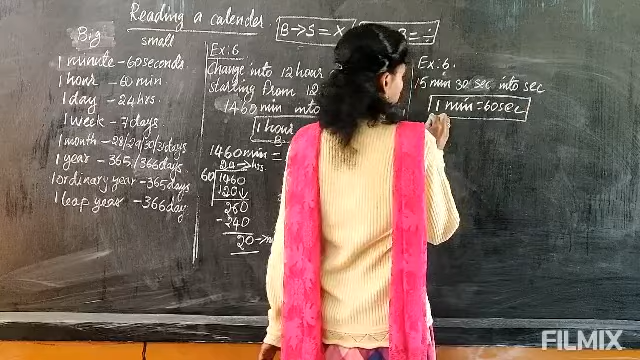 Reading a calender.
B → S = X
Big
small
1 minute - 60 seconds
1 hour - 60 min
1 day - 24 hrs.
1 week - 7 days
1 month - 28/29/30/31 days
1 year - 365/366 days
1 ordinary year - 365 days
1 leap year - 366 day
Ex: 6
Change into 12 hour
starting from 12
1460 min into
1 hour
1460 min =
24 → hrs.
60 1460
120↓
260
- 240
20 →
Ex: 6.
15 min 30 sec into sec
1 min = 60 sec
FILMIX